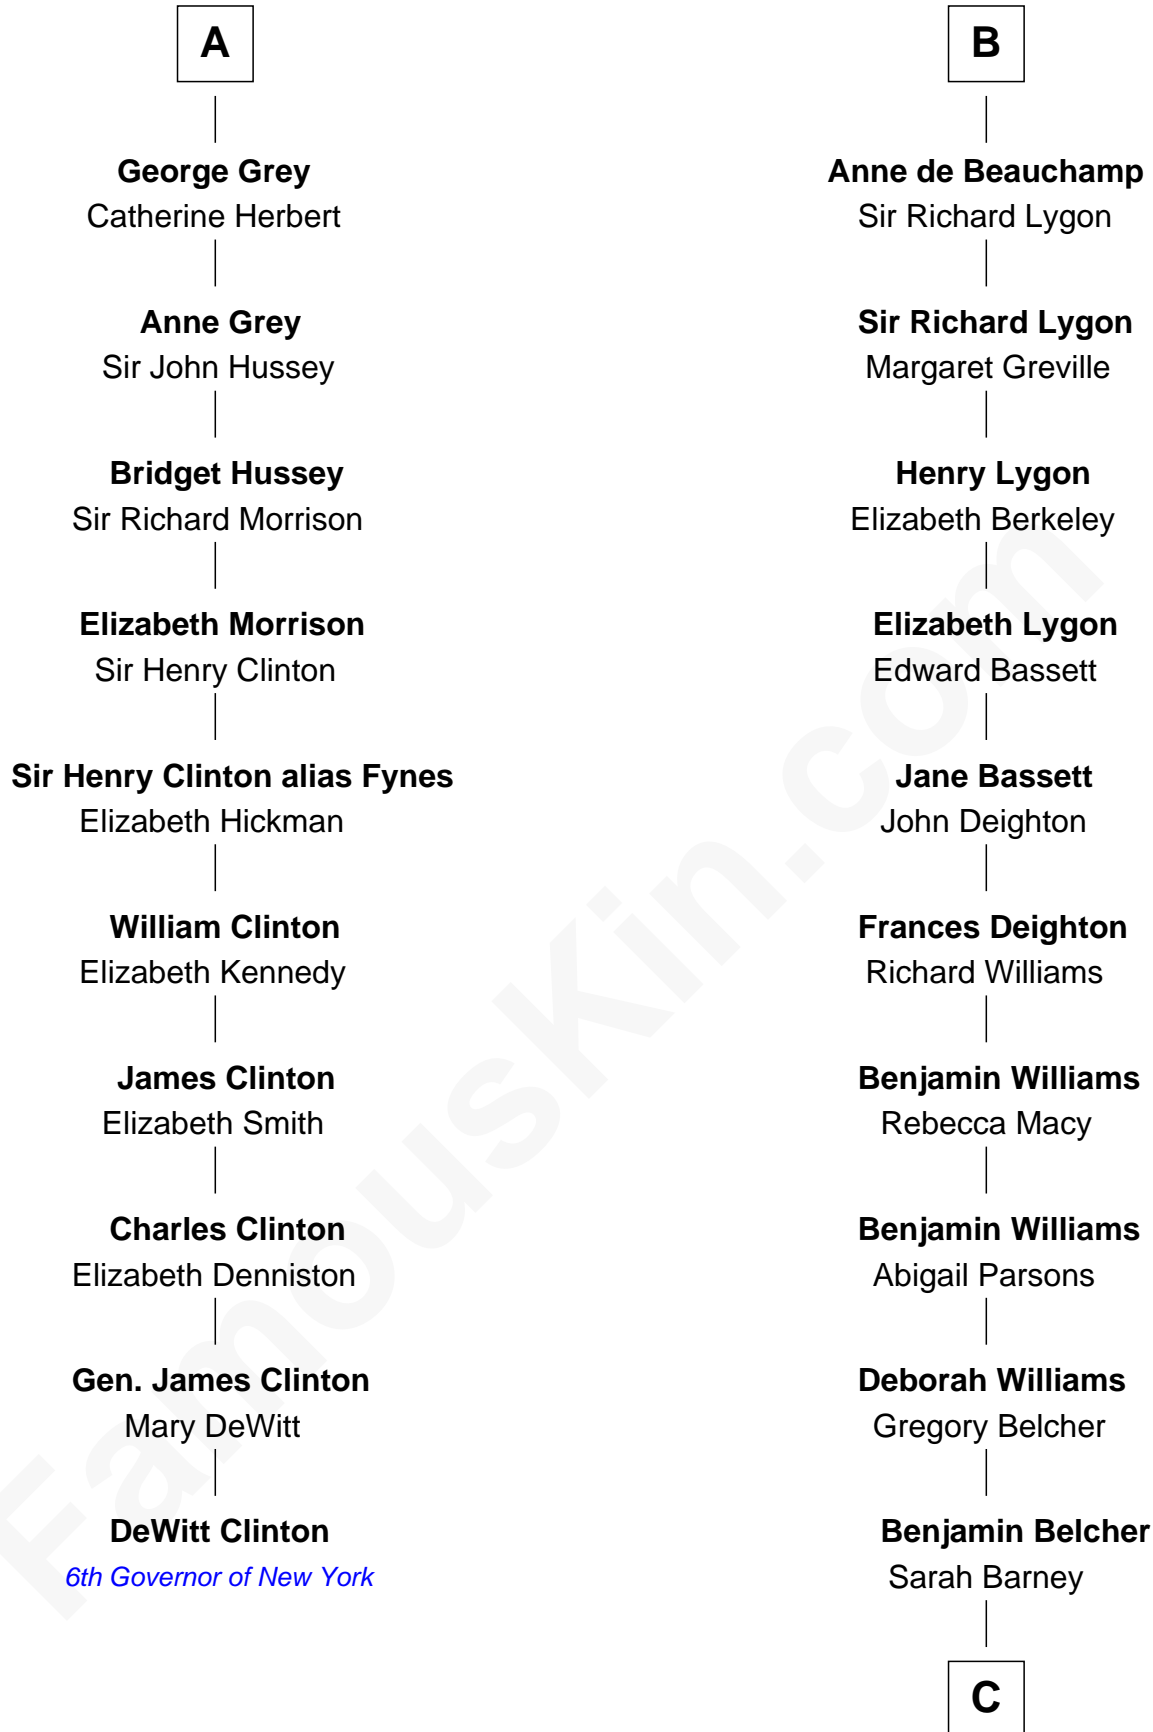 A
George Grey
Catherine Herbert
Anne Grey
Sir John Hussey
Bridget Hussey
Sir Richard Morrison
Elizabeth Morrison
Sir Henry Clinton
Sir Henry Clinton alias Fynes
Elizabeth Hickman
William Clinton
Elizabeth Kennedy
James Clinton
Elizabeth Smith
Charles Clinton
Elizabeth Denniston
Gen. James Clinton
Mary DeWitt
DeWitt Clinton
6th Governor of New York
B
Anne de Beauchamp
Sir Richard Lygon
Sir Richard Lygon
Margaret Greville
Henry Lygon
Elizabeth Berkeley
Elizabeth Lygon
Edward Bassett
Jane Bassett
John Deighton
Frances Deighton
Richard Williams
Benjamin Williams
Rebecca Macy
Benjamin Williams
Abigail Parsons
Deborah Williams
Gregory Belcher
Benjamin Belcher
Sarah Barney
C
FamousKin.com